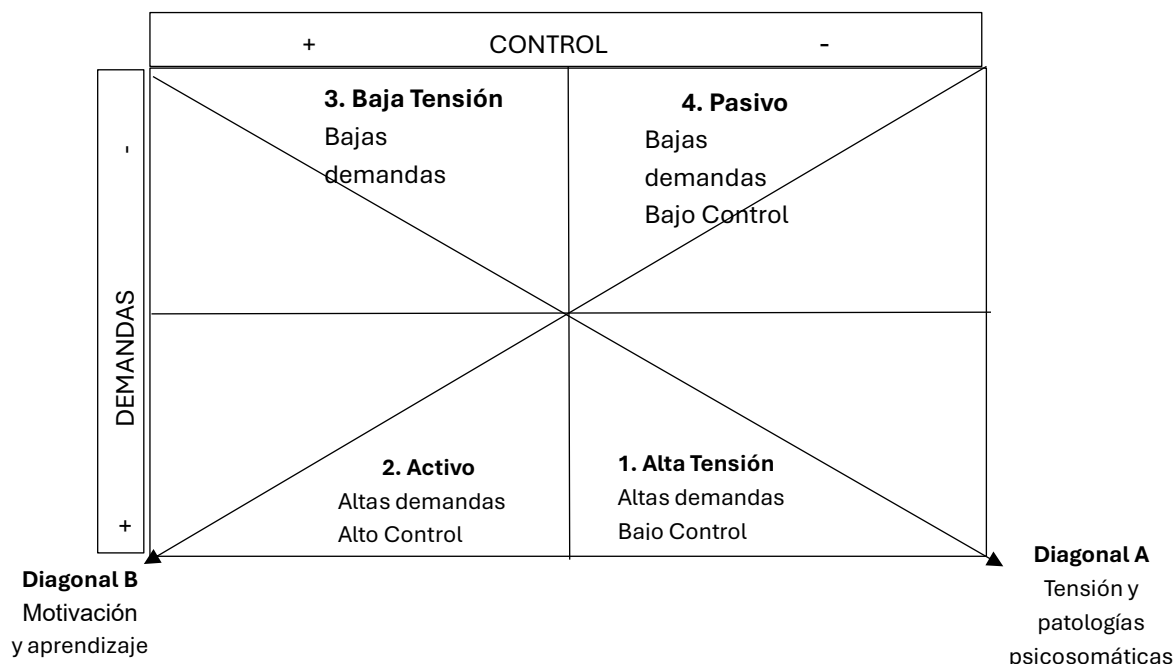 + CONTROL -
3. Baja Tensión
Bajas
demandas
4. Pasivo
Bajas
demandas
Bajo Control
-
DEMANDAS
+
2. Activo
Altas demandas
Alto Control
1. Alta Tensión
Altas demandas
Bajo Control
Diagonal B
Motivación
y aprendizaje
Diagonal A
Tensión y
patologías
psicosomáticas